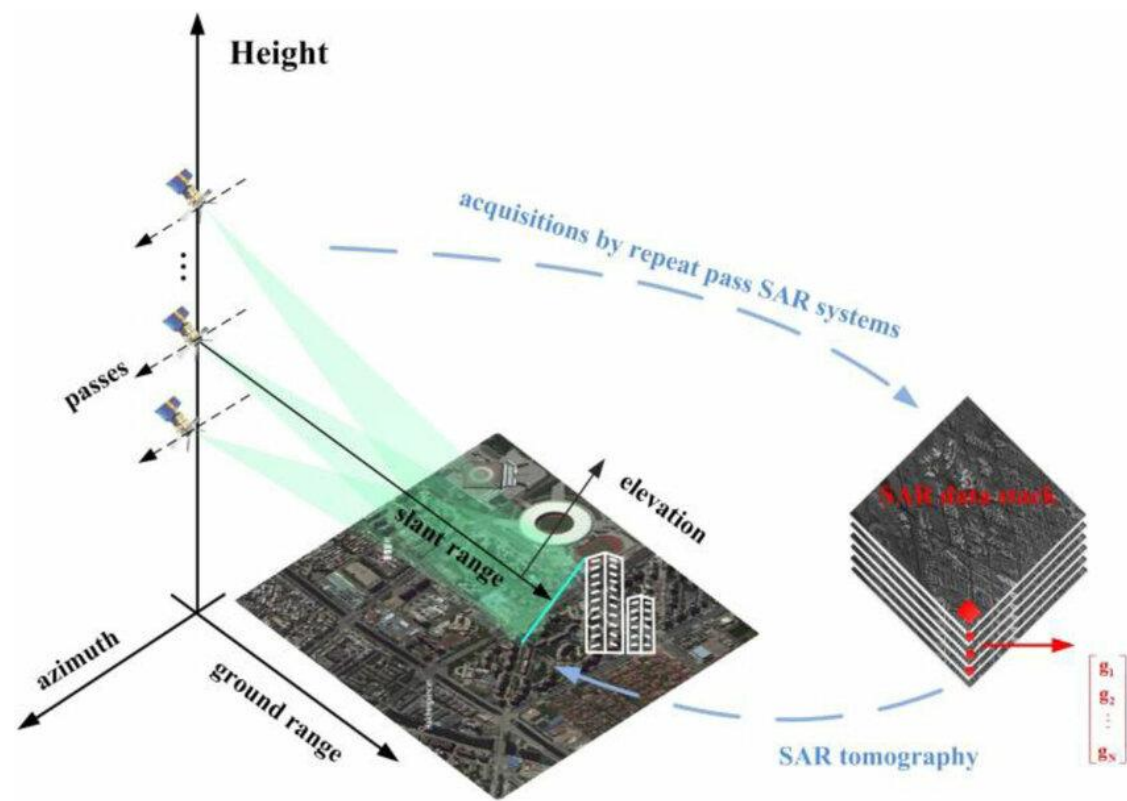 Height
acquisitions by repeat pass SAR systems
passes
elevation
slant range
SAR data stack
azimuth
ground range
SAR tomography
g1
g2
⋮
gN